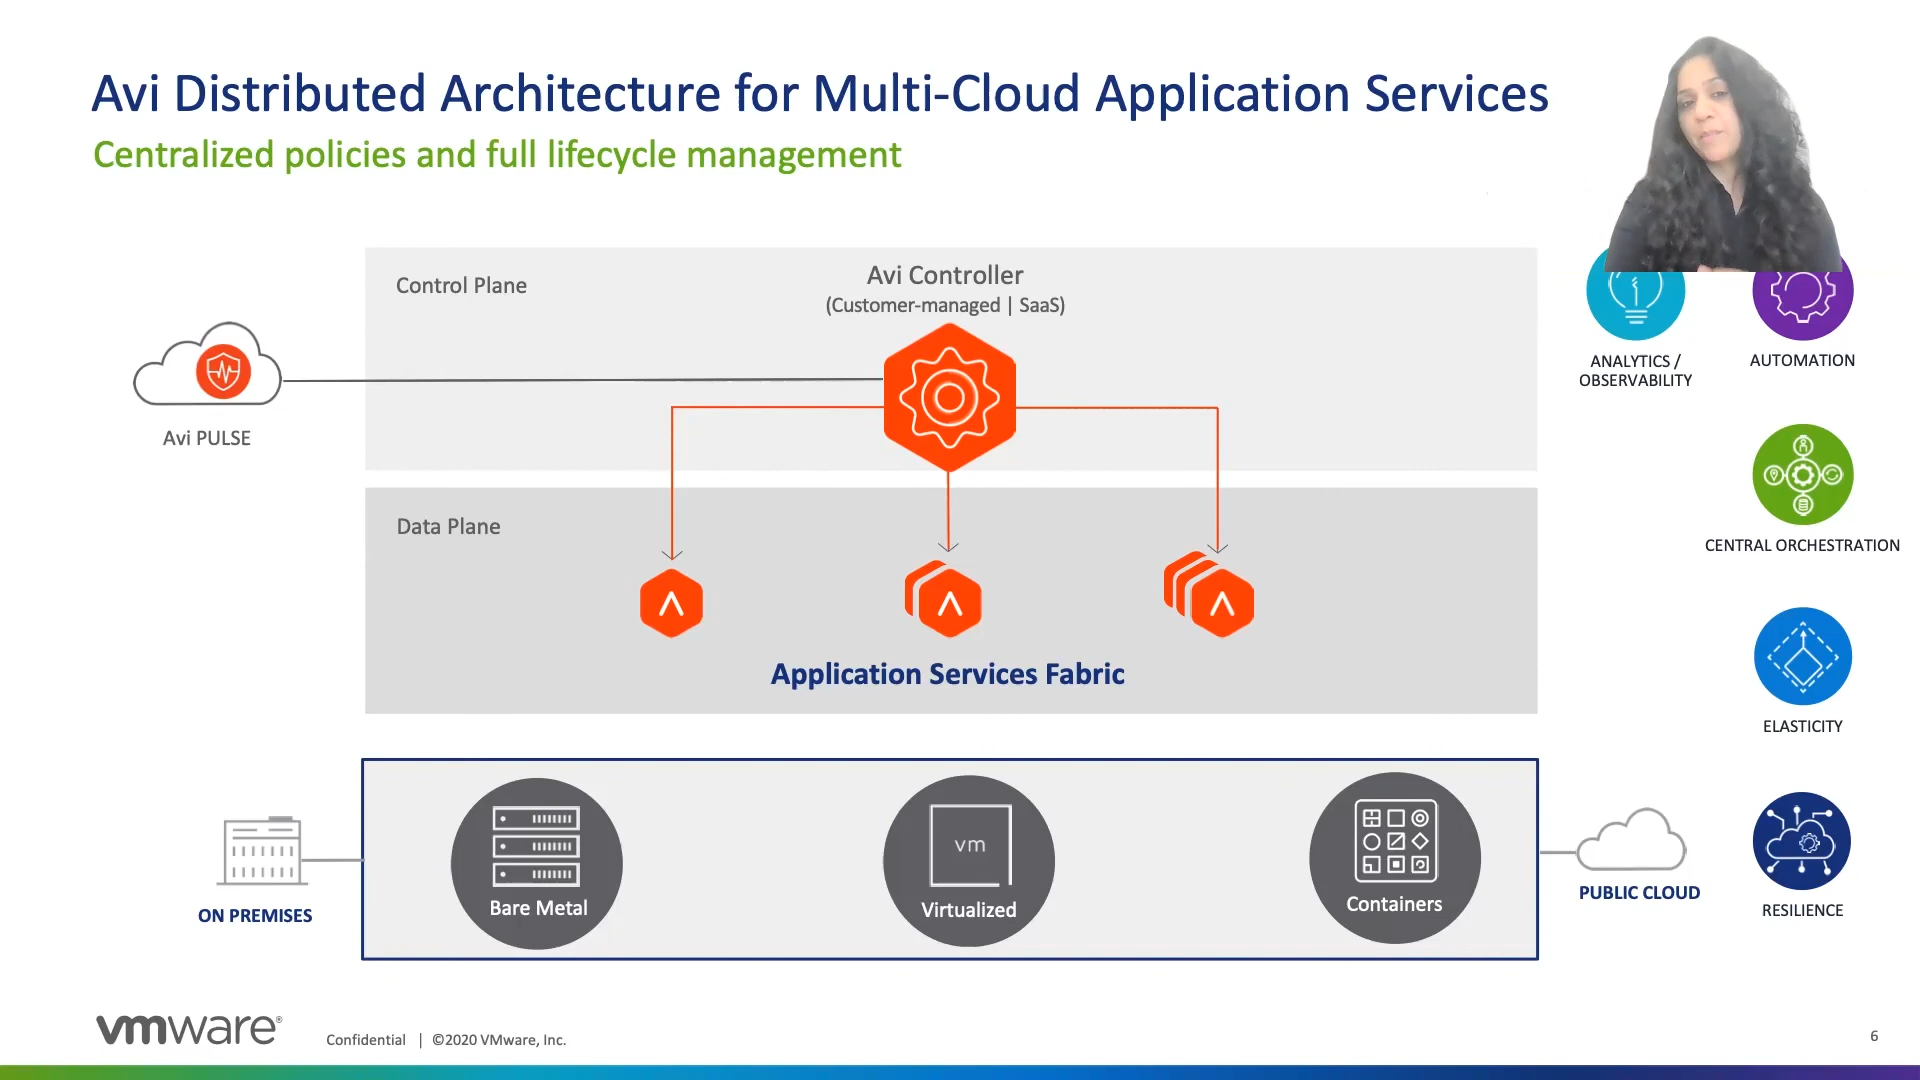 Avi Distributed Architecture for Multi-Cloud Application Services
Centralized policies and full lifecycle management
Control Plane
Avi Controller
(Customer-managed | SaaS)
Avi PULSE
ANALYTICS /
OBSERVABILITY
AUTOMATION
Data Plane
CENTRAL ORCHESTRATION
Application Services Fabric
ELASTICITY
vm
Bare Metal
Virtualized
Containers
ON PREMISES
PUBLIC CLOUD
RESILIENCE
vmware®
Confidential | ©2020 VMware, Inc.
6